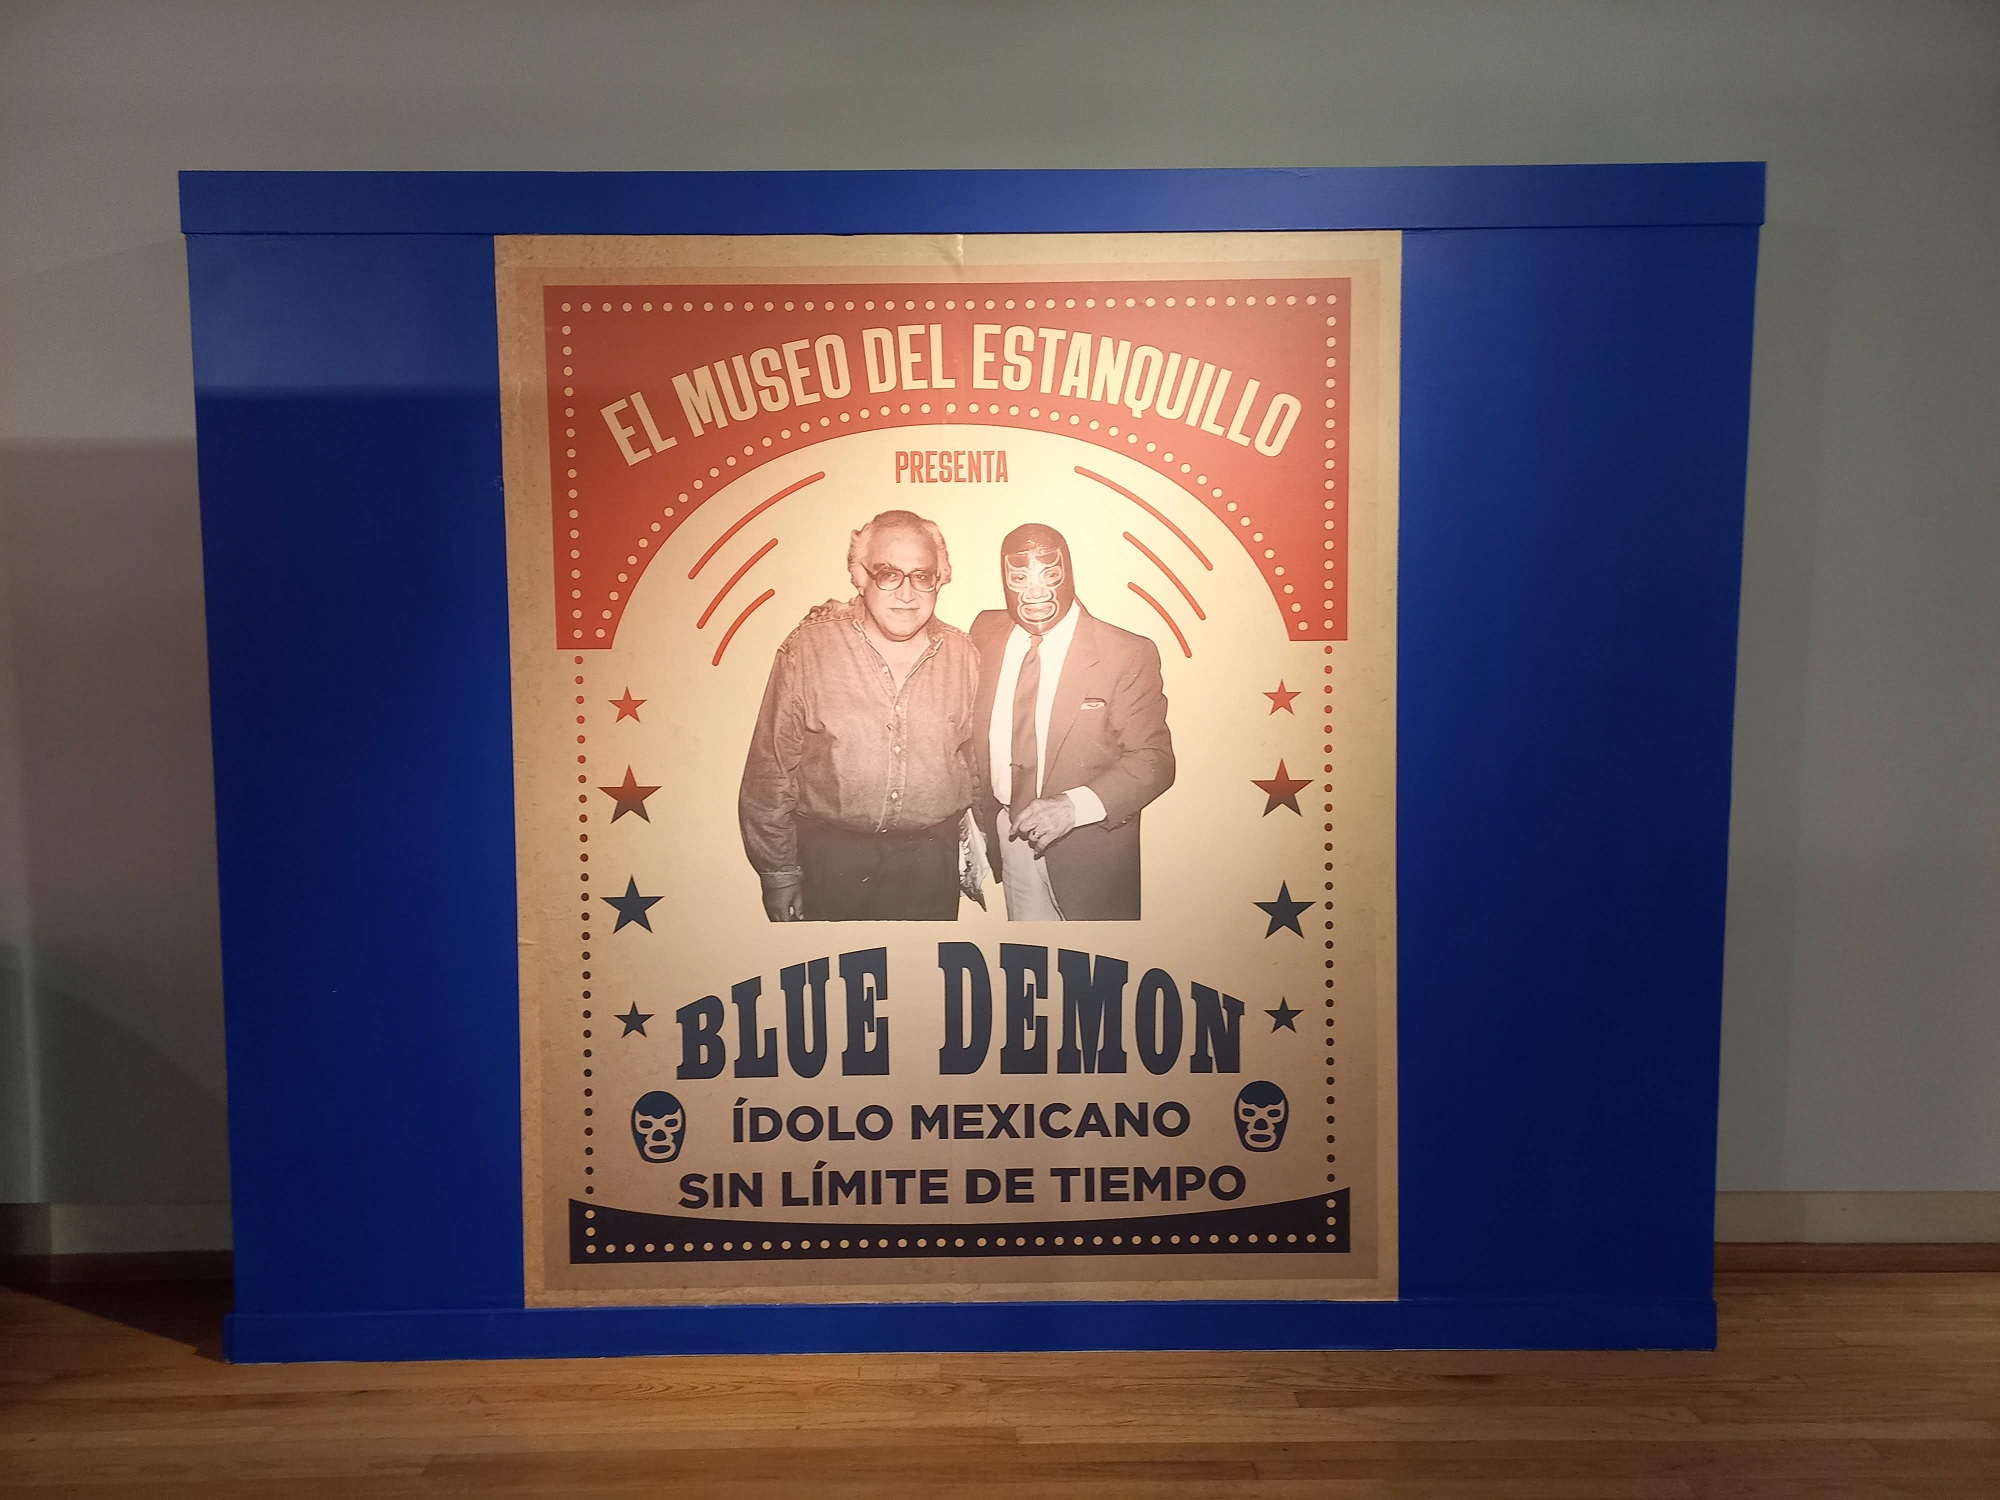 EL MUSEO DEL ESTANQUILLO
PRESENTA
BLUE DEMON
ÍDOLO MEXICANO
SIN LÍMITE DE TIEMPO